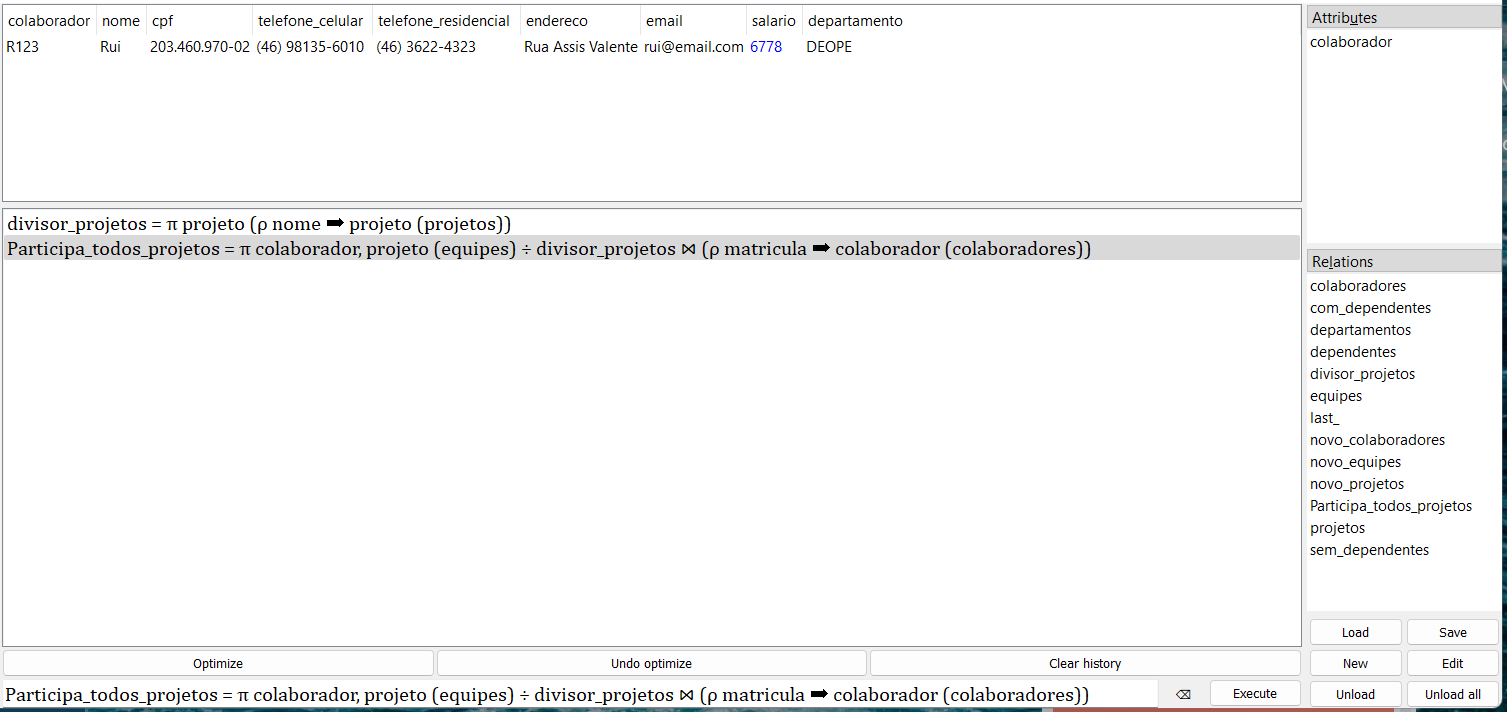 colaborador nome cpf telefone_celular telefone_residencial endereco email salario departamento
R123 Rui 203.460.970-02 (46) 98135-6010 (46) 3622-4323 Rua Assis Valente rui@email.com 6778 DEOPE
Attributes
colaborador
divisor_projetos = π projeto (ρ nome ➡ projeto (projetos))
Participa_todos_projetos = π colaborador, projeto (equipes) ÷ divisor_projetos ⋈ (ρ matricula ➡ colaborador (colaboradores))
Relations
colaboradores
com_dependentes
departamentos
dependentes
divisor_projetos
equipes
last_
novo_colaboradores
novo_equipes
novo_projetos
Participa_todos_projetos
projetos
sem_dependentes
Load Save
Optimize Undo optimize Clear history New Edit
Participa_todos_projetos = π colaborador, projeto (equipes) ÷ divisor_projetos ⋈ (ρ matricula ➡ colaborador (colaboradores)) ⌫ Execute Unload Unload all